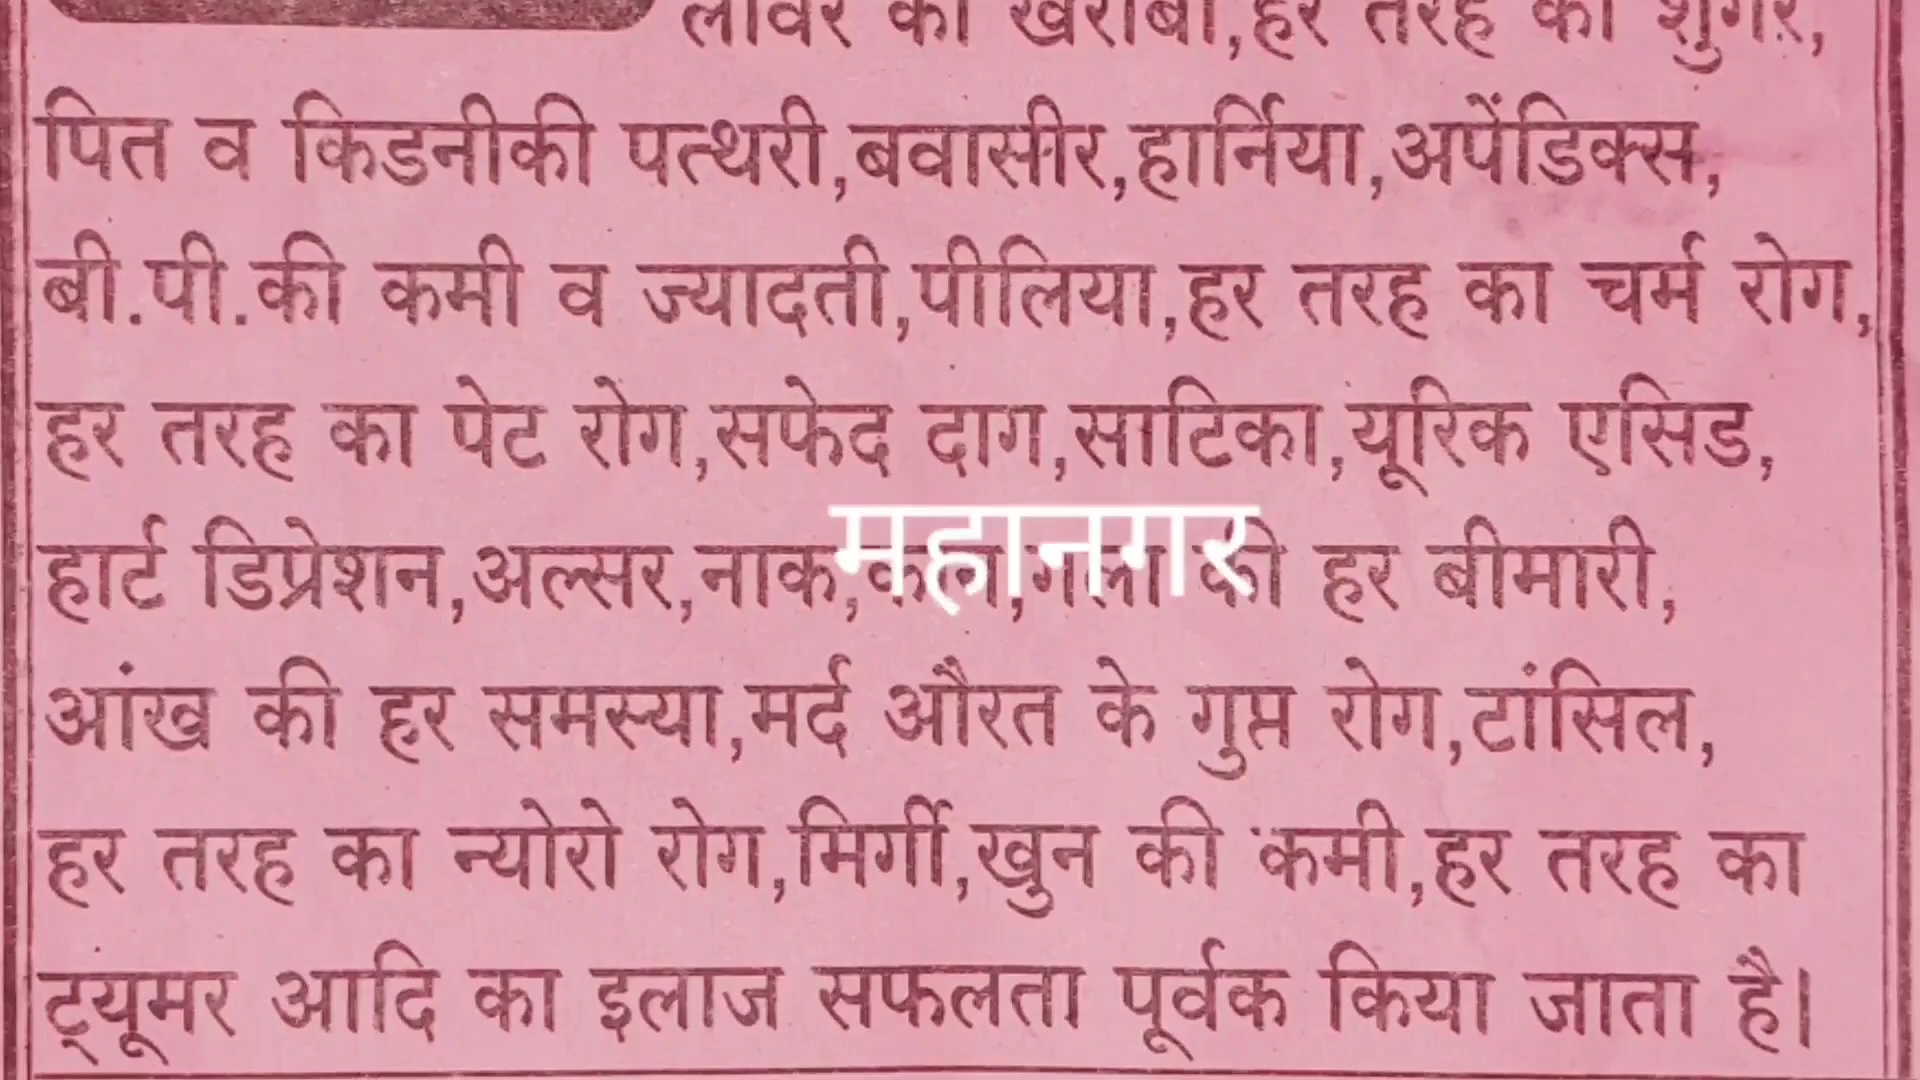 लीवर की खराबी,हर तरह की शुगर,
पित व किडनीकी पत्थरी,बवासीर,हार्निया,अपेंडिक्स,
बी.पी.की कमी व ज्यादती,पीलिया,हर तरह का चर्म रोग,
हर तरह का पेट रोग,सफेद दाग,साटिका,यूरिक एसिड,
हार्ट डिप्रेशन,अल्सर,नाक,कान,गला की हर बीमारी,
महानगर
आंख की हर समस्या,मर्द औरत के गुप्त रोग,टांसिल,
हर तरह का न्योरो रोग,मिर्गी,खुन की कमी,हर तरह का
ट्यूमर आदि का इलाज सफलता पूर्वक किया जाता है।